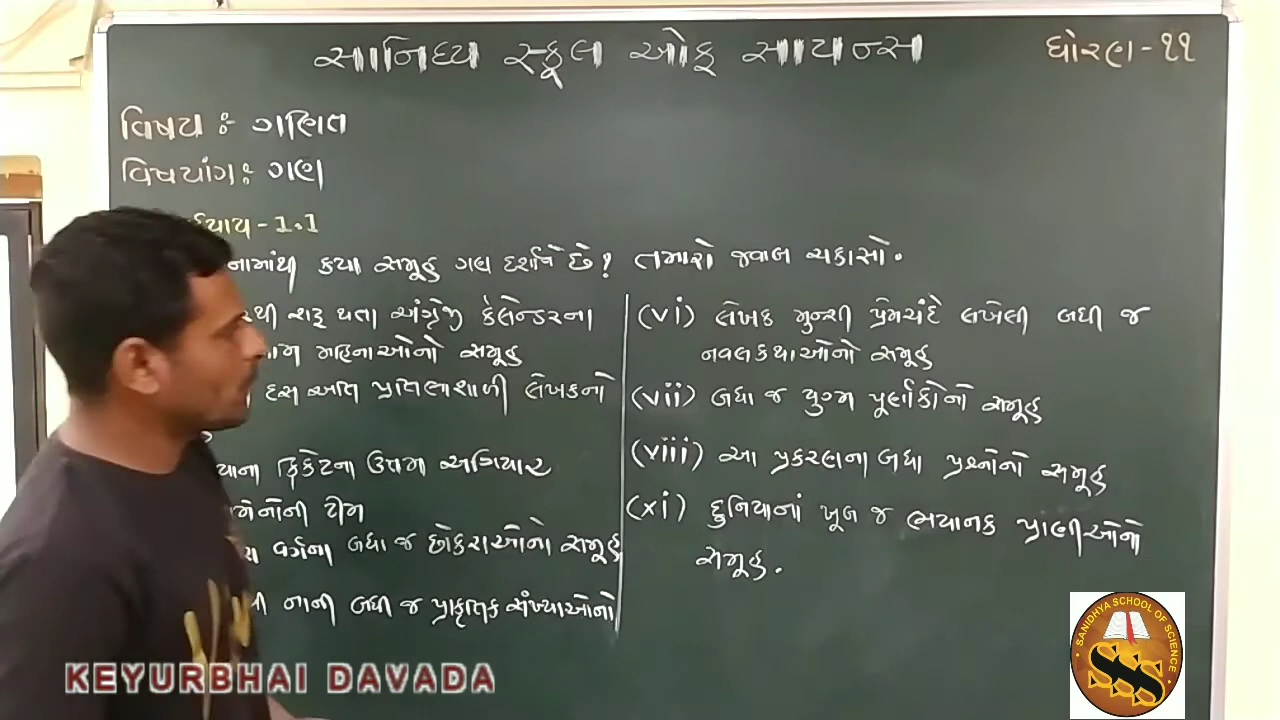 સાનિધ્ય સ્કૂલ ઓફ સાયન્સ
ધોરણ - ૧૧
વિષય :- ગણિત
વિષયાંગ :- ગણ
- 1.1
ક્યા સમૂહ ગણ દર્શાવે છે? તમારો જવાબ ચકાસો.
શરૂ થતા અંગ્રેજી કેલેન્ડરના
મહિનાઓનો સમૂહ
દસ અતિ પ્રતિભાશાળી લેખકનો
ક્રિકેટના ઉત્તમ અગિયાર
ટીમ
વર્ગના બધા જ છોકરાઓનો સમૂહ
નાની બધી જ પ્રાકૃતિક સંખ્યાઓનો
(vi) લેખક મુન્શી પ્રેમચંદે લખેલી બધી જ
નવલકથાઓનો સમૂહ
(vii) બધા જ યુગ્મ પૂર્ણાંકોનો સમૂહ
(viii) આ પ્રકરણના બધા પ્રશ્નોનો સમૂહ
(xi) દુનિયાનાં ખૂબ જ ભયાનક પ્રાણીઓનો
સમૂહ.
KEYURBHAI DAVADA
SANIDHYA SCHOOL OF SCIENCE
SSS